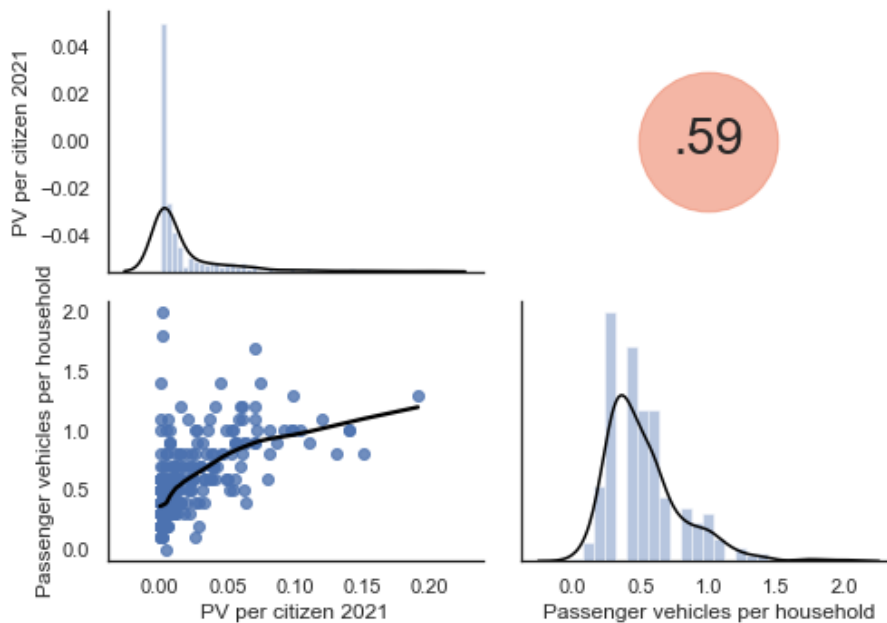 PV per citizen 2021
0.04
0.02
0.00
−0.02
−0.04
.59
Passenger vehicles per household
2.0
1.5
1.0
0.5
0.0
0.00 0.05 0.10 0.15 0.20
PV per citizen 2021
0.0 0.5 1.0 1.5 2.0
Passenger vehicles per household